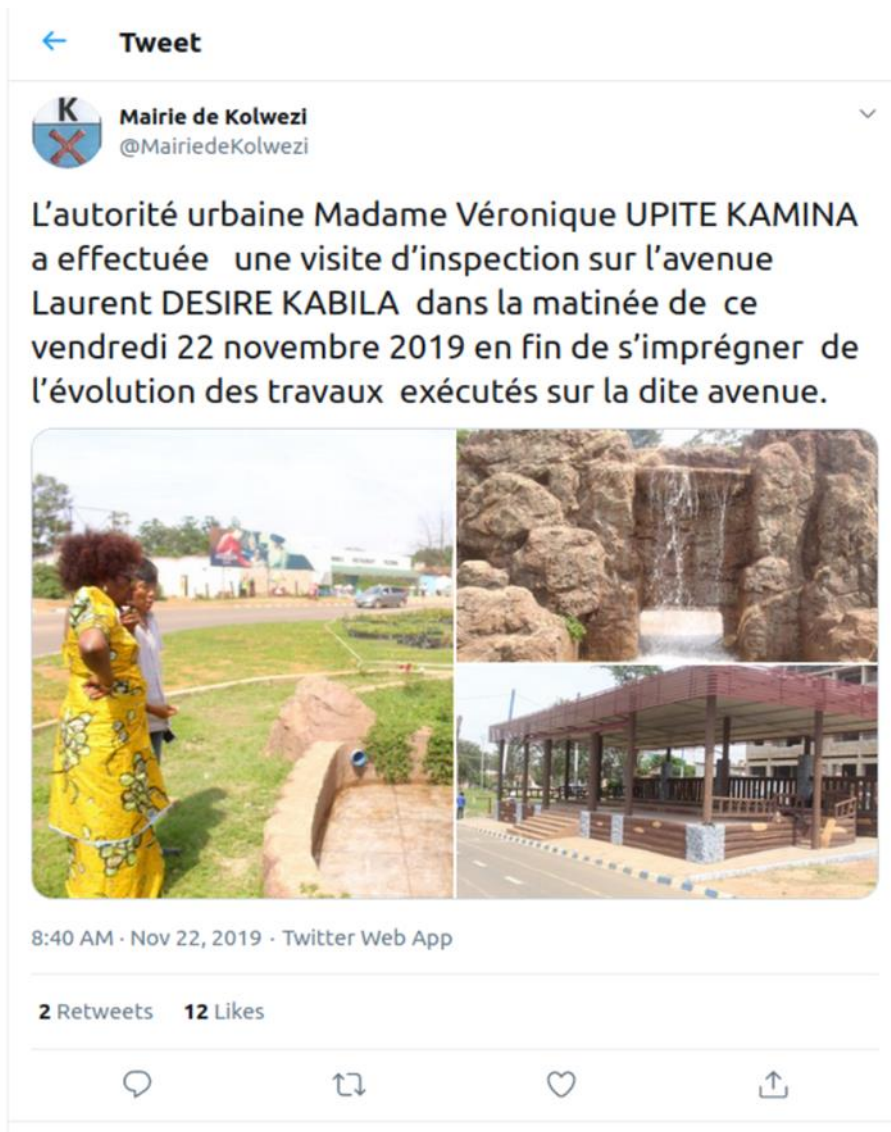 Tweet
K
Mairie de Kolwezi
@MairiedeKolwezi
L'autorité urbaine Madame Véronique UPITE KAMINA
a effectuée une visite d'inspection sur l'avenue
Laurent DESIRE KABILA dans la matinée de ce
vendredi 22 novembre 2019 en fin de s'imprégner de
l'évolution des travaux exécutés sur la dite avenue.
8:40 AM · Nov 22, 2019 · Twitter Web App
2 Retweets 12 Likes